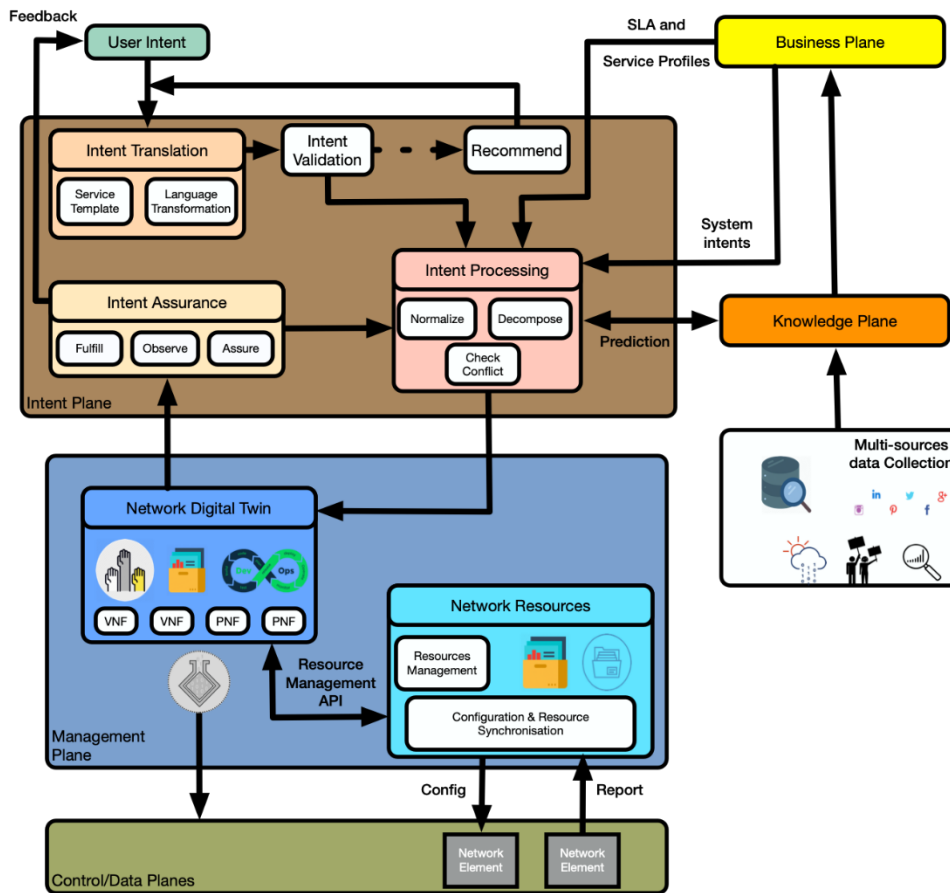 Feedback
User Intent
SLA and
Service Profiles
Business Plane
Intent Translation
Service
Template
Language
Transformation
Intent
Validation
Recommend
System
intents
Intent Processing
Normalize
Decompose
Check
Conflict
Intent Assurance
Fulfill
Observe
Assure
Intent Plane
Prediction
Knowledge Plane
Multi-sources
data Collection
in
g+
f
Network Digital Twin
Dev
Ops
VNF
VNF
PNF
PNF
Network Resources
Resources
Management
Configuration & Resource
Synchronisation
Resource
Management
API
Management
Plane
Config
Report
Network
Element
Network
Element
Control/Data Planes